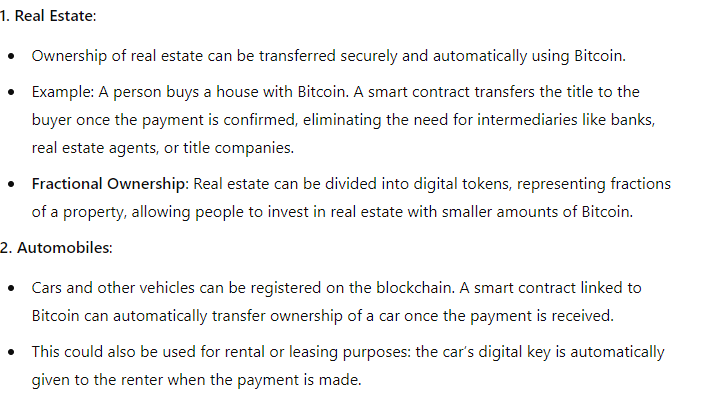 1. Real Estate:
• Ownership of real estate can be transferred securely and automatically using Bitcoin.
• Example: A person buys a house with Bitcoin. A smart contract transfers the title to the
buyer once the payment is confirmed, eliminating the need for intermediaries like banks,
real estate agents, or title companies.
• Fractional Ownership: Real estate can be divided into digital tokens, representing fractions
of a property, allowing people to invest in real estate with smaller amounts of Bitcoin.
2. Automobiles:
• Cars and other vehicles can be registered on the blockchain. A smart contract linked to
Bitcoin can automatically transfer ownership of a car once the payment is received.
• This could also be used for rental or leasing purposes: the car's digital key is automatically
given to the renter when the payment is made.